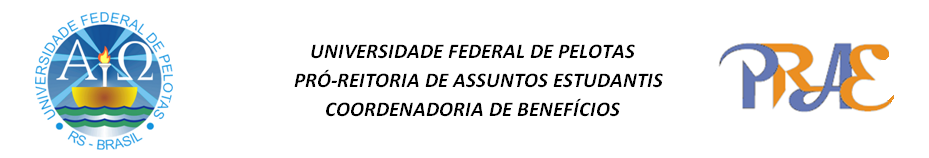 UNIVERSIDADE FEDERAL DE PELOTAS
RS - BRASIL
Α Ω
UNIVERSIDADE FEDERAL DE PELOTAS
PRÓ-REITORIA DE ASSUNTOS ESTUDANTIS
COORDENADORIA DE BENEFÍCIOS
PRAE